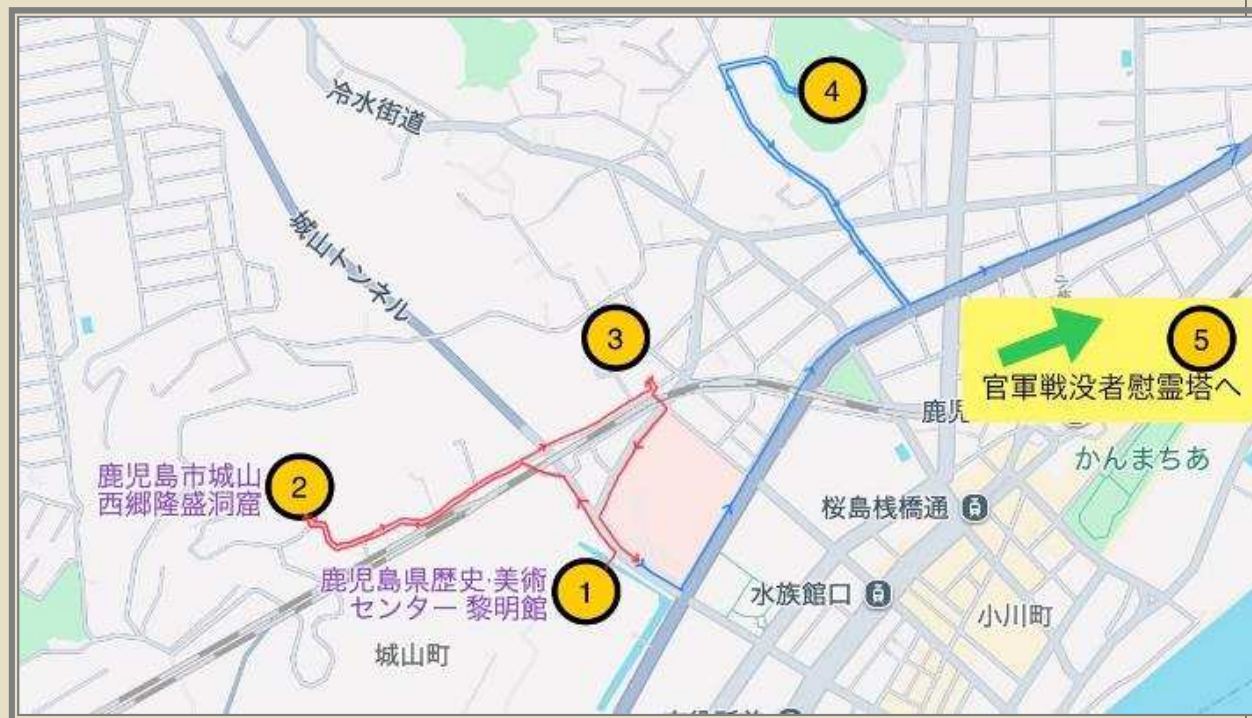 冷水街道
4
城山トンネル
3
5
官軍戦没者慰霊塔へ
鹿児
かんまちあ
鹿児島市城山
西郷隆盛洞窟
2
桜島桟橋通
鹿児島県歴史・美術
センター 黎明館
1
水族館口
小川町
城山町